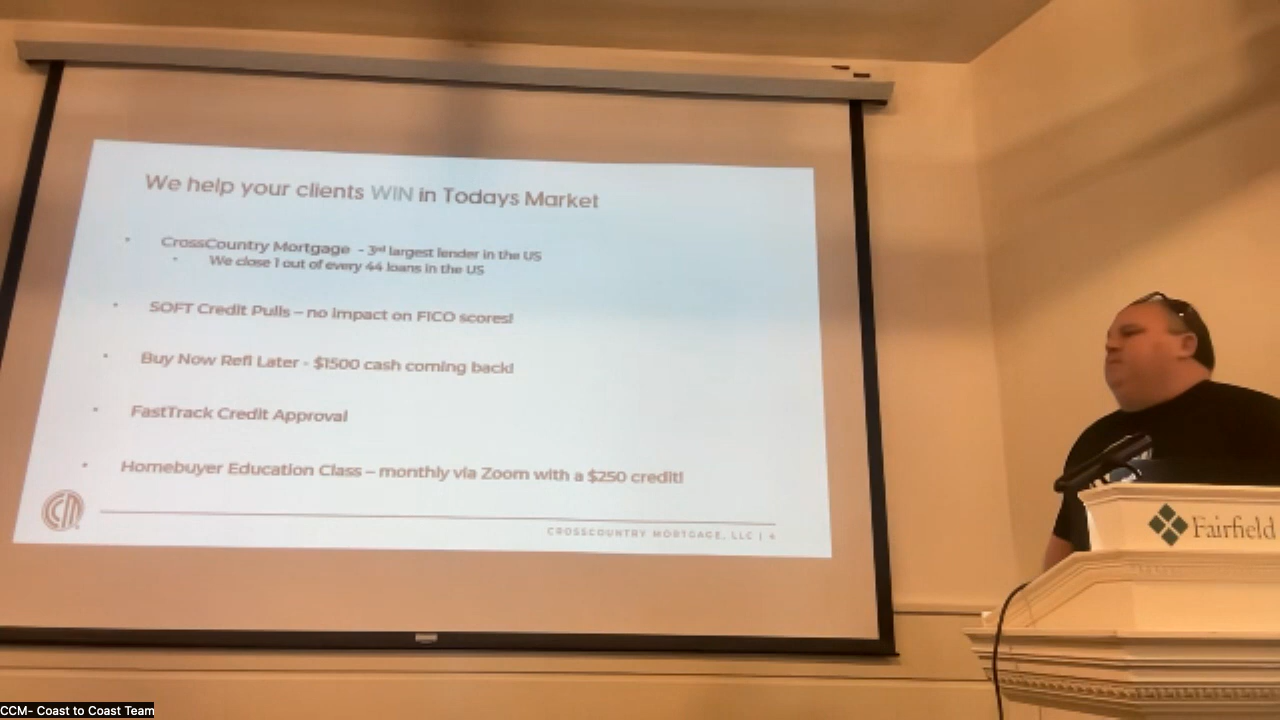 We help your clients WIN in Todays Market
• CrossCountry Mortgage - 3rd largest lender in the US
• We close 1 out of every 44 loans in the US
• SOFT Credit Pulls – no impact on FICO scores!
• Buy Now Refi Later - $1500 cash coming back!
• FastTrack Credit Approval
• Homebuyer Education Class – monthly via Zoom with a $250 credit!
CCM
CROSSCOUNTRY MORTGAGE, LLC | 4
Fairfield
CCM- Coast to Coast Team